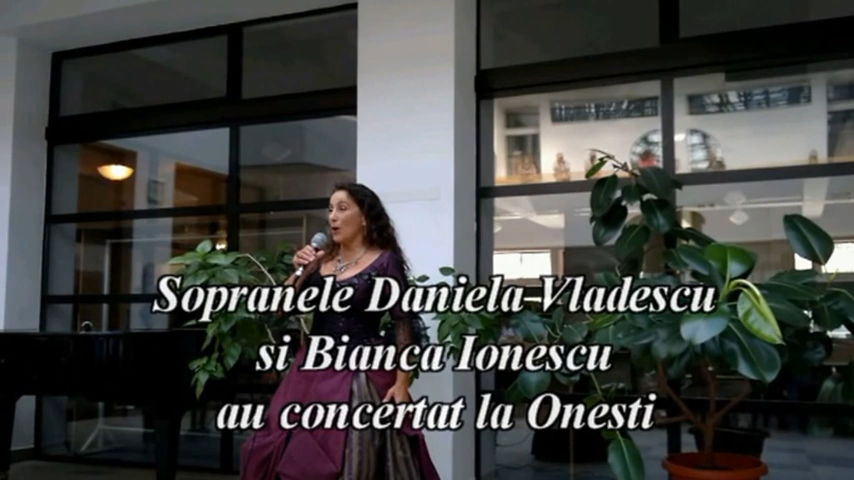 Sopranele Daniela-Vladescu
si Bianca Ionescu
au concertat la Onesti